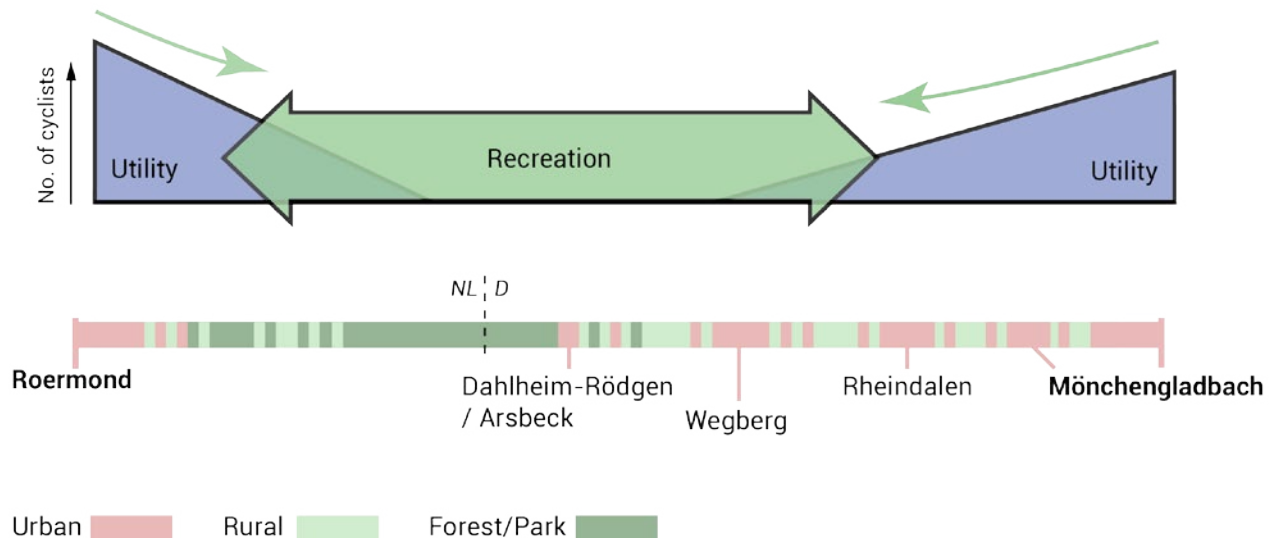 No. of cyclists
Utility
Recreation
Utility
NL D
Roermond
Dahlheim-Rödgen
/ Arsbeck
Wegberg
Rheindalen
Mönchengladbach
Urban
Rural
Forest/Park